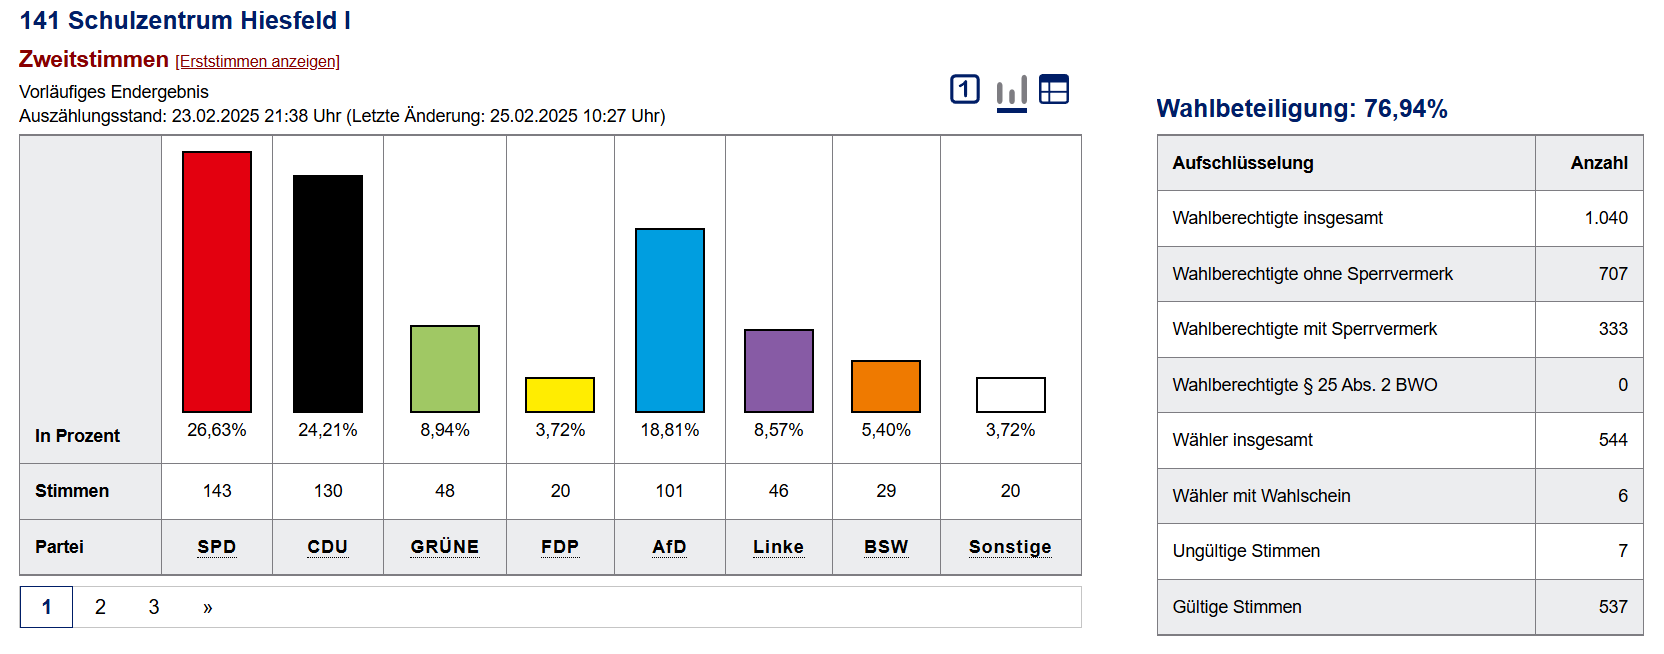 141 Schulzentrum Hiesfeld I
Zweitstimmen [Erststimmen anzeigen]
Vorläufiges Endergebnis
Auszählungsstand: 23.02.2025 21:38 Uhr (Letzte Änderung: 25.02.2025 10:27 Uhr)
1
In Prozent 26,63% 24,21% 8,94% 3,72% 18,81% 8,57% 5,40% 3,72%
Stimmen 143 130 48 20 101 46 29 20
Partei SPD CDU GRÜNE FDP AfD Linke BSW Sonstige
1 2 3 »
Wahlbeteiligung: 76,94%
Aufschlüsselung Anzahl
Wahlberechtigte insgesamt 1.040
Wahlberechtigte ohne Sperrvermerk 707
Wahlberechtigte mit Sperrvermerk 333
Wahlberechtigte § 25 Abs. 2 BWO 0
Wähler insgesamt 544
Wähler mit Wahlschein 6
Ungültige Stimmen 7
Gültige Stimmen 537